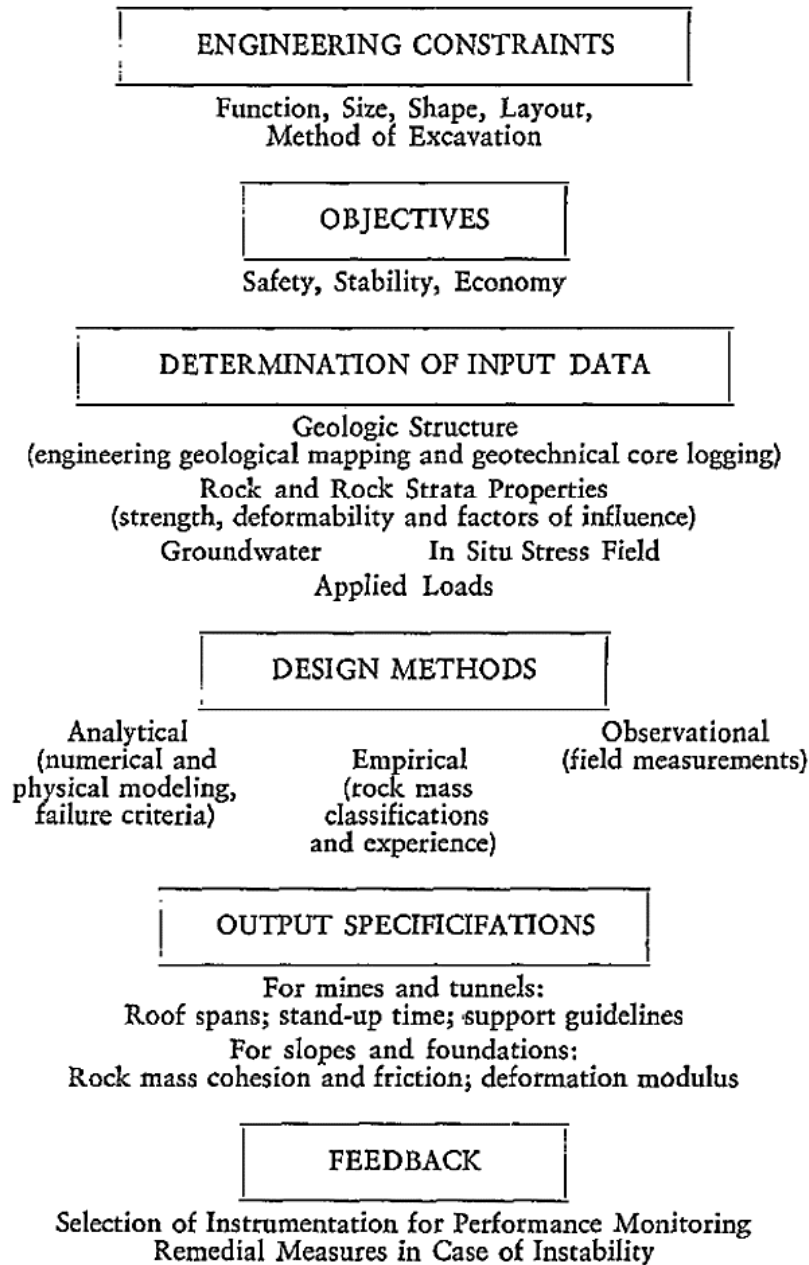 ENGINEERING CONSTRAINTS
Function, Size, Shape, Layout,
Method of Excavation
OBJECTIVES
Safety, Stability, Economy
DETERMINATION OF INPUT DATA
Geologic Structure
(engineering geological mapping and geotechnical core logging)
Rock and Rock Strata Properties
(strength, deformability and factors of influence)
Groundwater In Situ Stress Field
Applied Loads
DESIGN METHODS
Analytical
(numerical and
physical modeling,
failure criteria)
Empirical
(rock mass
classifications
and experience)
Observational
(field measurements)
OUTPUT SPECIFICIFATIONS
For mines and tunnels:
Roof spans; stand-up time; support guidelines
For slopes and foundations:
Rock mass cohesion and friction; deformation modulus
FEEDBACK
Selection of Instrumentation for Performance Monitoring
Remedial Measures in Case of Instability